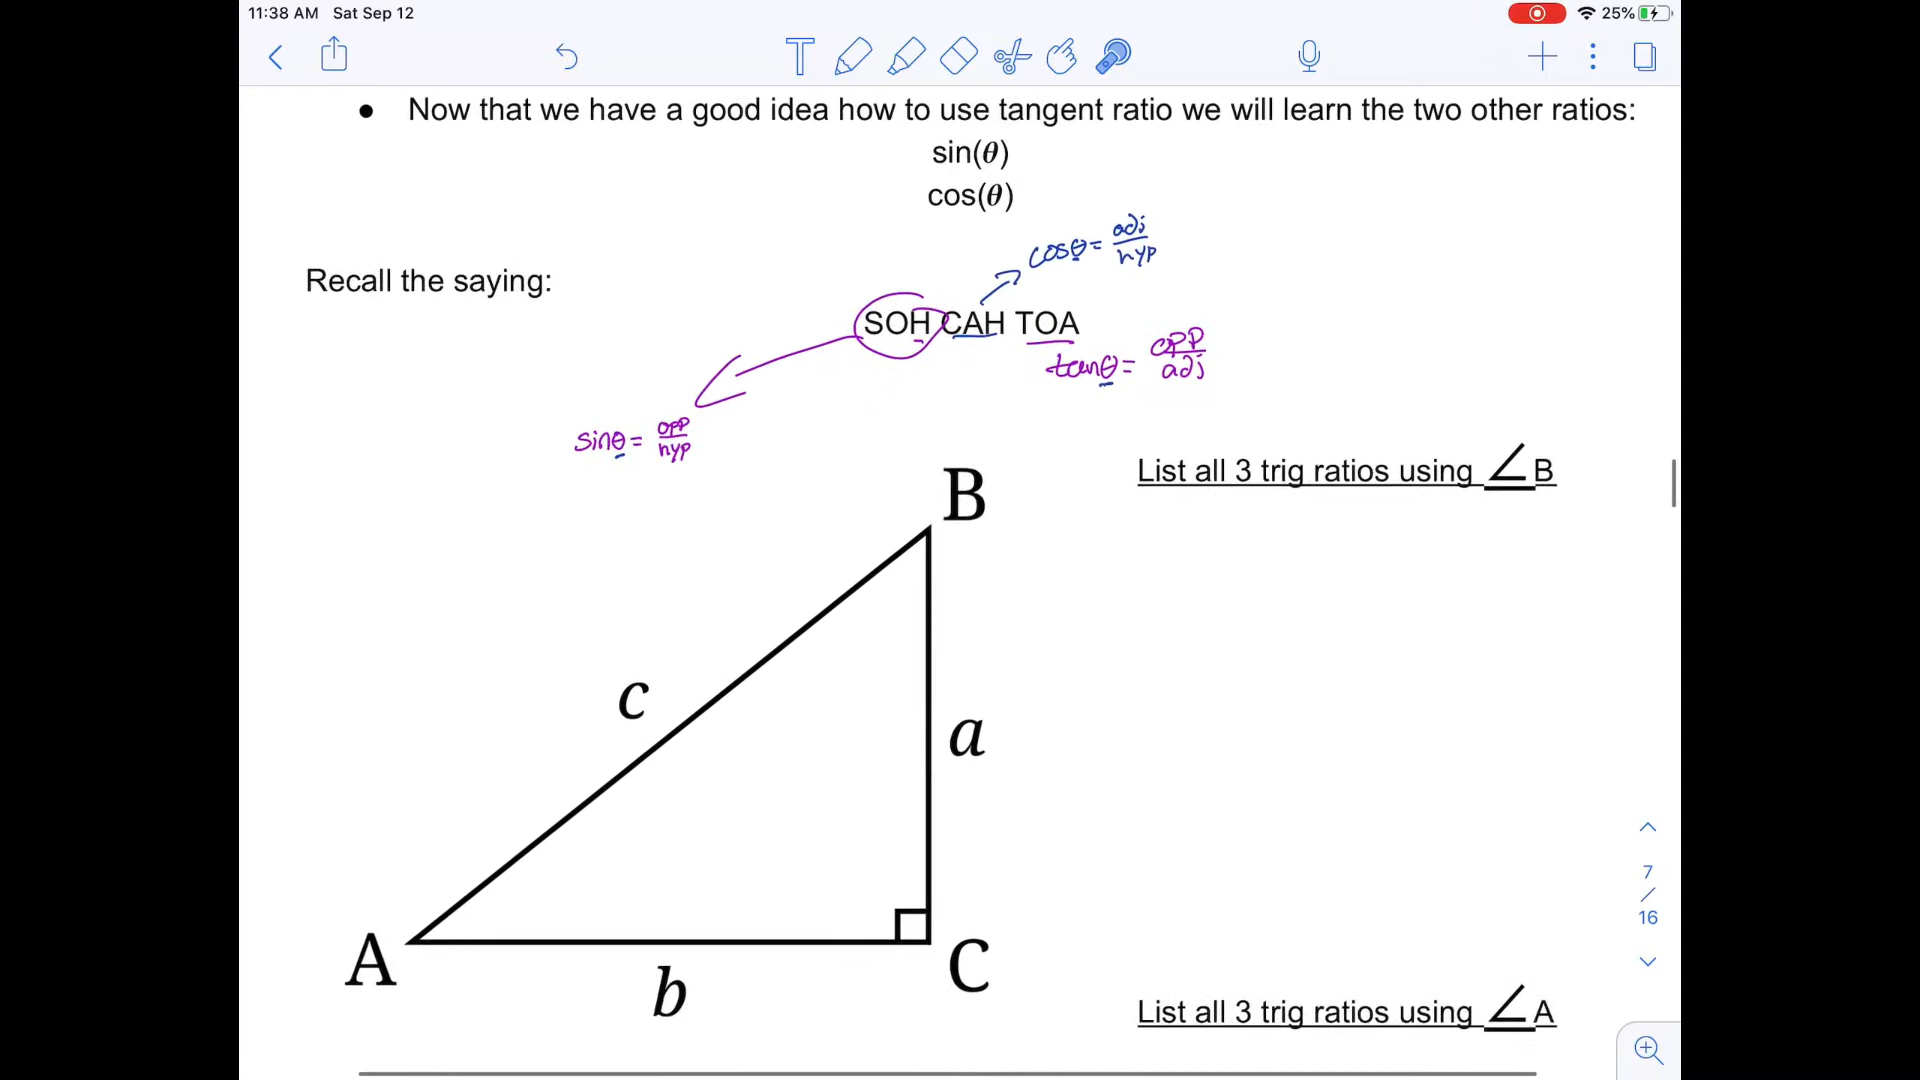 11:38 AM Sat Sep 12
25%
T
• Now that we have a good idea how to use tangent ratio we will learn the two other ratios:
sin(θ)
cos(θ)
cosθ = adj/hyp
Recall the saying:
SOH CAH TOA
tanθ = opp/adj
sinθ = opp/hyp
List all 3 trig ratios using ∠B
B
c
a
A
C
b
7
/
16
List all 3 trig ratios using ∠A